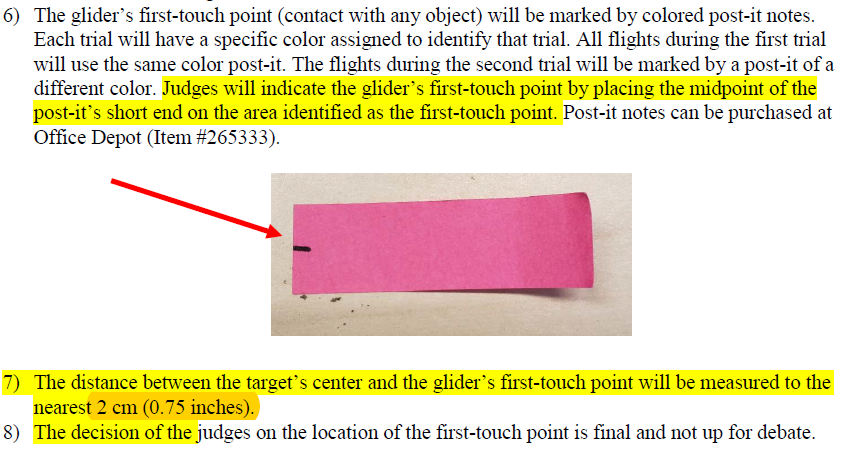 6) The glider’s first-touch point (contact with any object) will be marked by colored post-it notes.
Each trial will have a specific color assigned to identify that trial. All flights during the first trial
will use the same color post-it. The flights during the second trial will be marked by a post-it of a
different color. Judges will indicate the glider’s first-touch point by placing the midpoint of the
post-it’s short end on the area identified as the first-touch point. Post-it notes can be purchased at
Office Depot (Item #265333).
7) The distance between the target’s center and the glider’s first-touch point will be measured to the
nearest 2 cm (0.75 inches).
8) The decision of the judges on the location of the first-touch point is final and not up for debate.